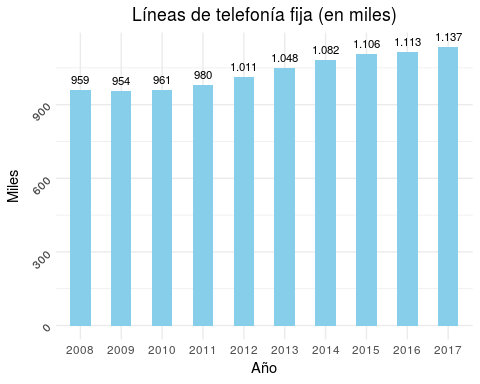 Líneas de telefonía fija (en miles)
959 954 961 980 1.011 1.048 1.082 1.106 1.113 1.137
Miles
900
600
300
0
2008 2009 2010 2011 2012 2013 2014 2015 2016 2017
Año